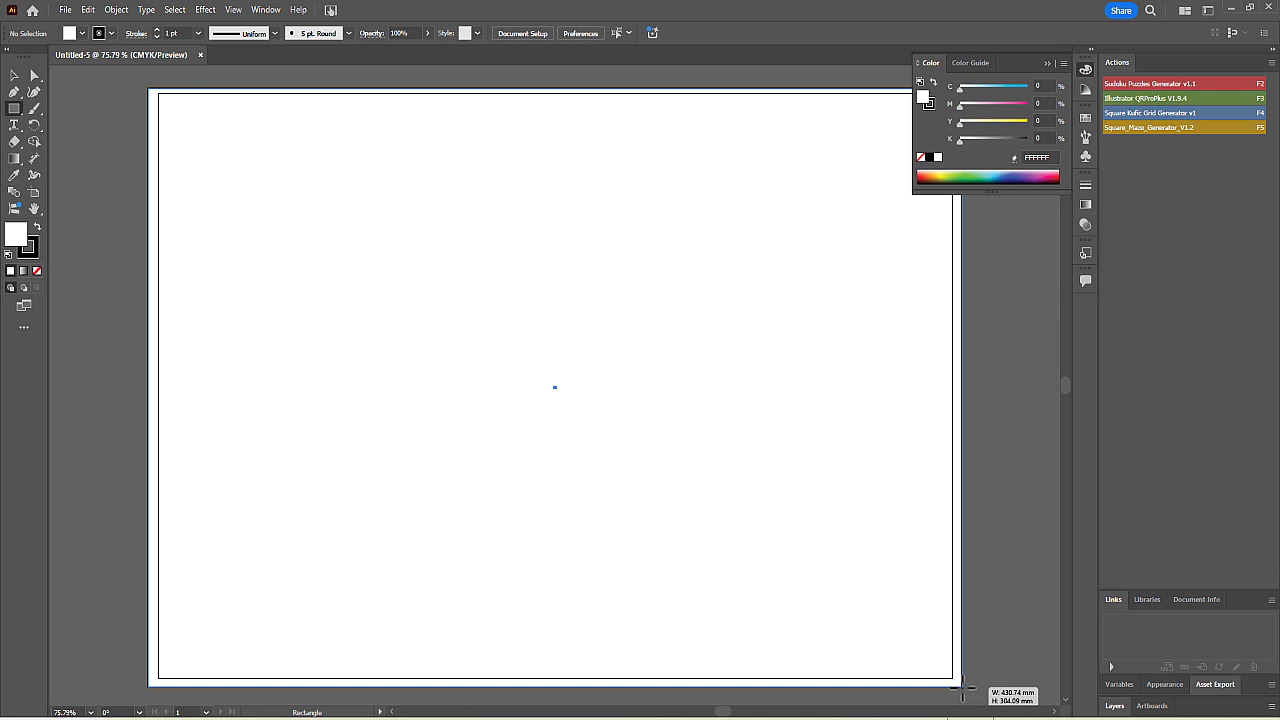 Ai File Edit Object Type Select Effect View Window Help Share
No Selection Stroke: 1 pt Uniform 5 pt. Round Opacity: 100% Style: Document Setup Preferences
Untitled-5 @ 75.79 % (CMYK/Preview) ×
Color Color Guide
C 0 %
M 0 %
Y 0 %
K 0 %
FFFFFF
Actions
Sudoku Puzzles Generator v1.1 F2
Illustrator QRProPlus V1.9.4 F3
Square Kufic Grid Generator v1 F4
Square_Maze_Generator_V1.2 F5
Links Libraries Document Info
Variables Appearance Asset Export
Layers Artboards
W: 430.74 mm
H: 304.09 mm
75.79% 0° 1 Rectangle